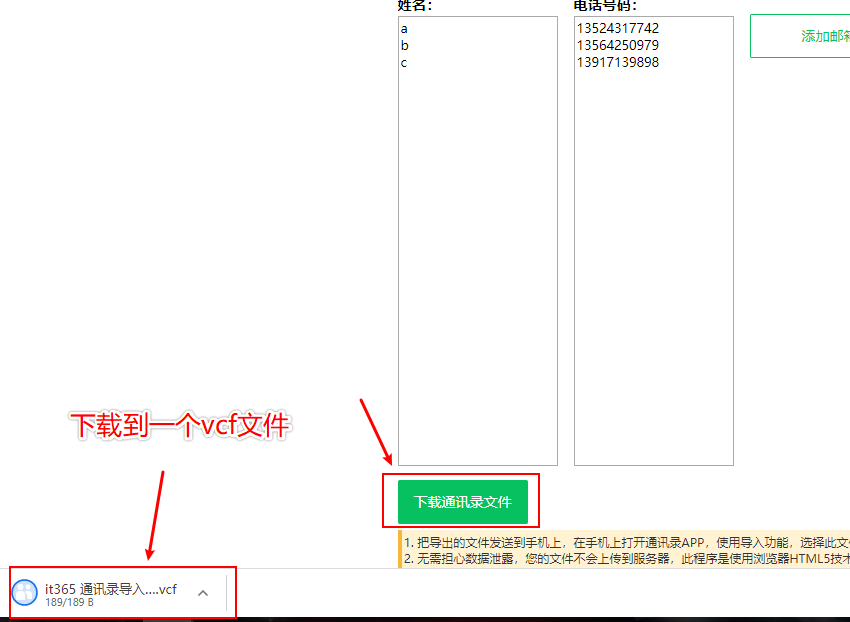 姓名：
电话号码：
a
b
c
13524317742
13564250979
13917139898
添加邮
下载到一个vcf文件
下载通讯录文件
1. 把导出的文件发送到手机上，在手机上打开通讯录APP，使用导入功能，选择此文
2. 无需担心数据泄露，您的文件不会上传到服务器，此程序是使用浏览器HTML5技
it365 通讯录导入....vcf
189/189 B